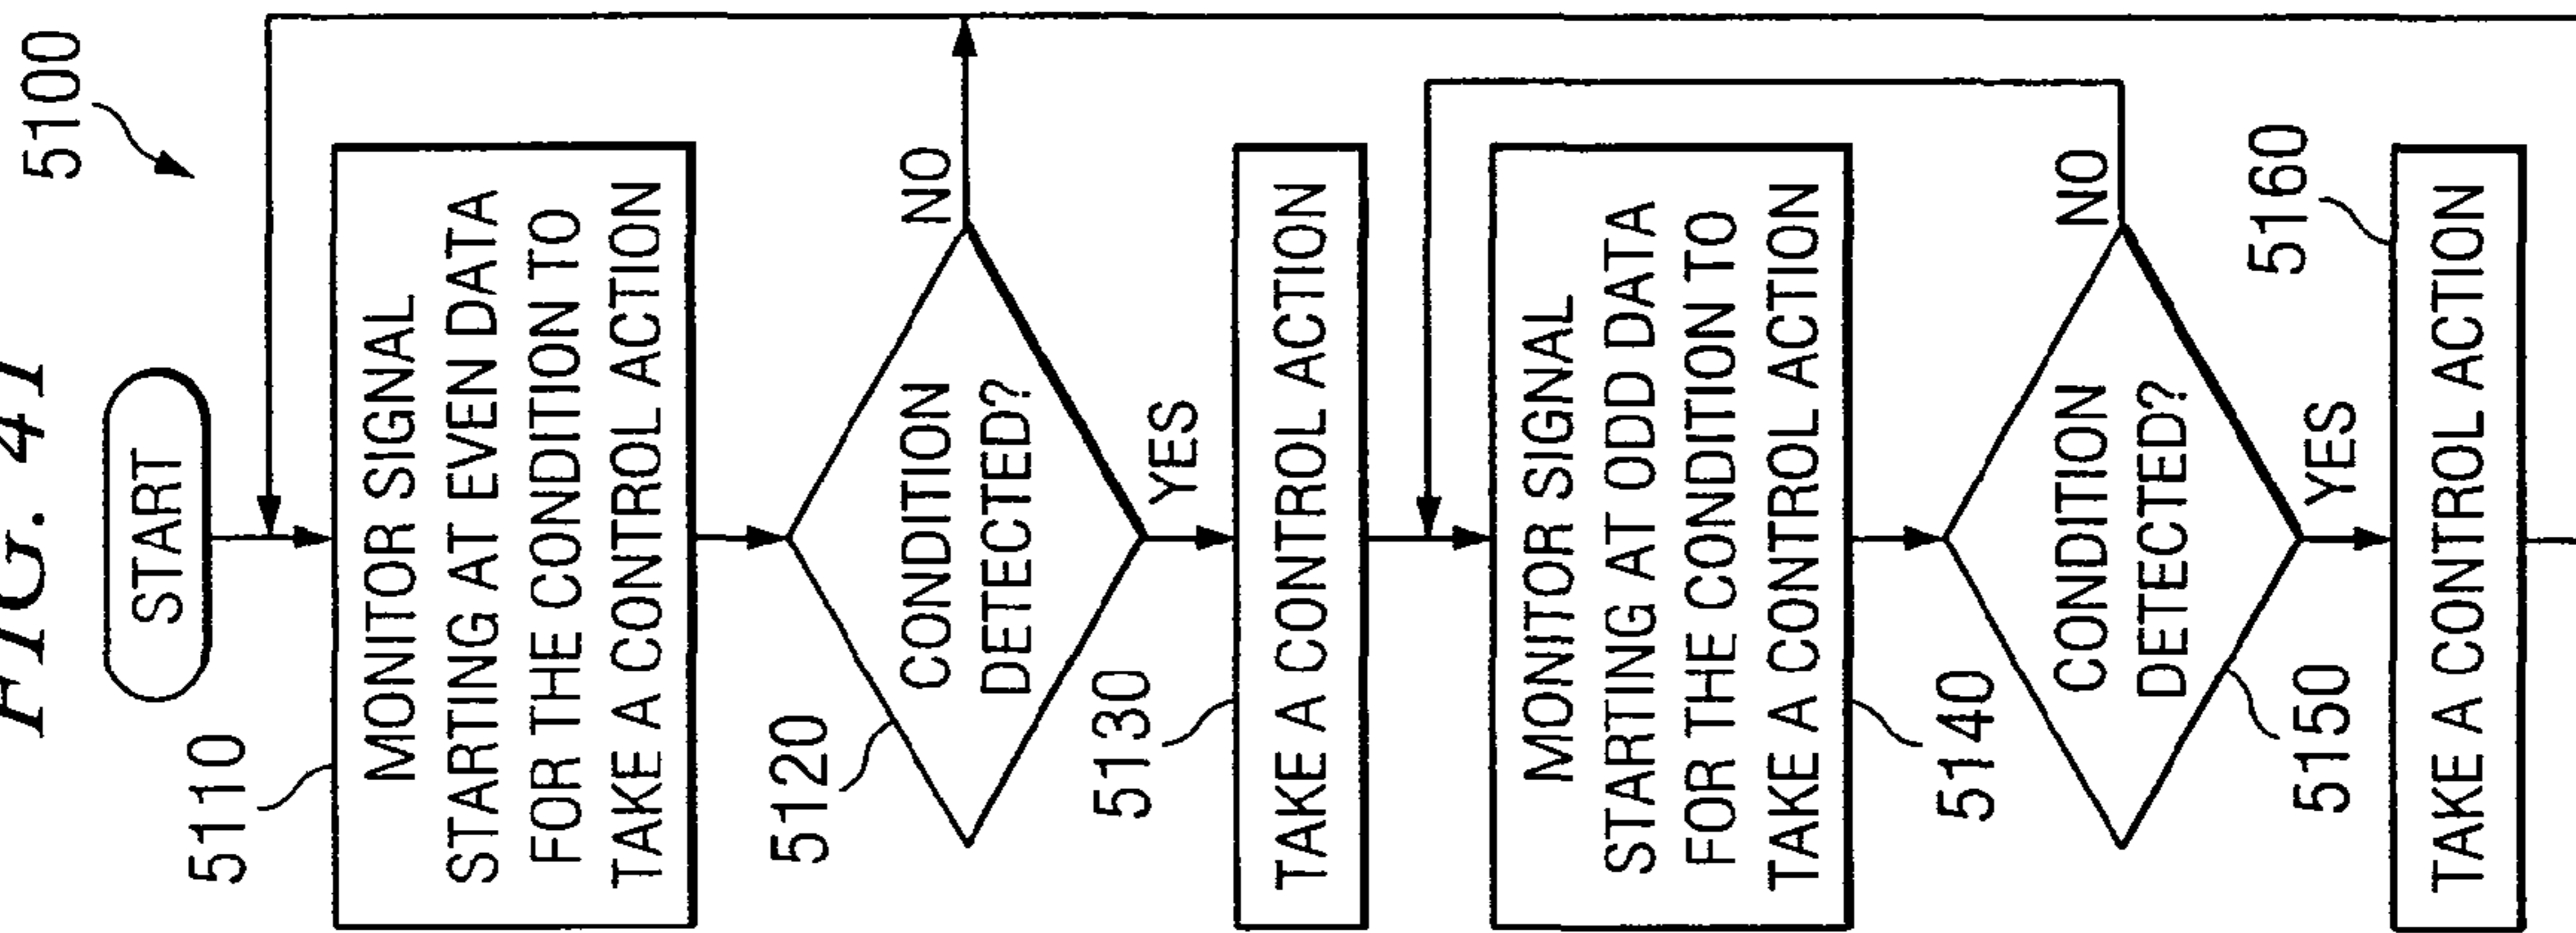 FIG. 41
5100
START
5110
MONITOR SIGNAL
STARTING AT EVEN DATA
FOR THE CONDITION TO
TAKE A CONTROL ACTION
5120
CONDITION
DETECTED?
NO
YES
5130
TAKE A CONTROL ACTION
MONITOR SIGNAL
STARTING AT ODD DATA
FOR THE CONDITION TO
TAKE A CONTROL ACTION
5140
CONDITION
DETECTED?
NO
5150
YES
5160
TAKE A CONTROL ACTION